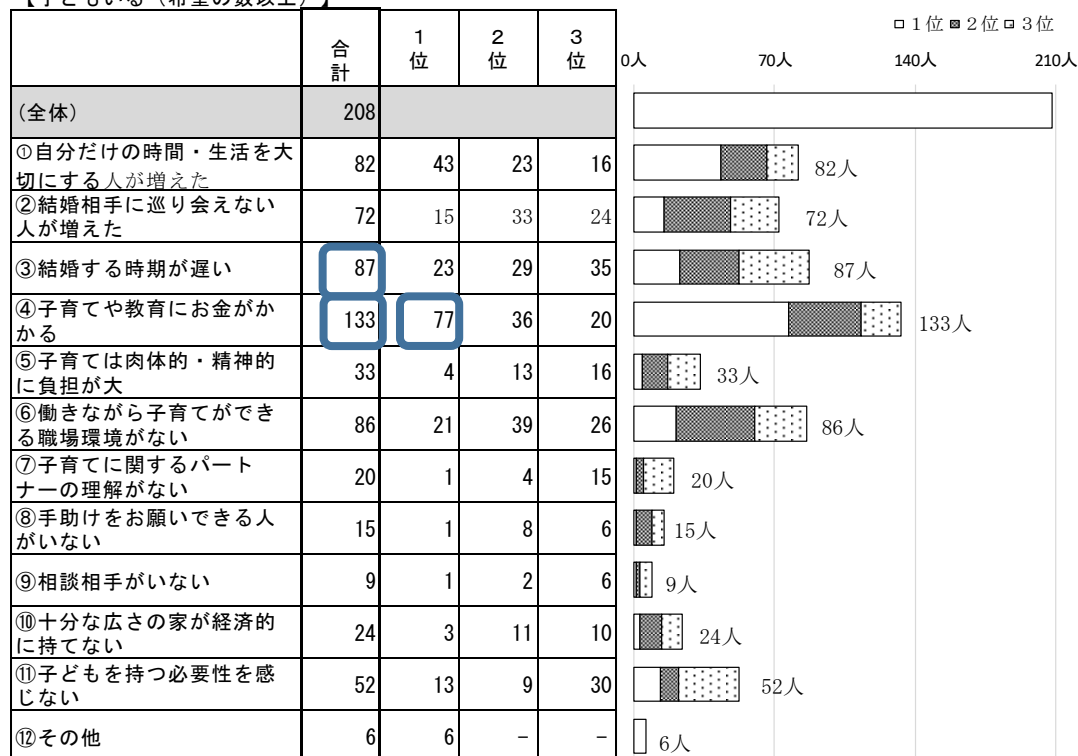 【子どもいる（希望の数以上）】
合計 1位 2位 3位
□1位 ■2位 □3位
0人 70人 140人 210人
(全体) 208
①自分だけの時間・生活を大
切にする人が増えた 82 43 23 16 82人
②結婚相手に巡り会えない
人が増えた 72 15 33 24 72人
③結婚する時期が遅い 87 23 29 35 87人
④子育てや教育にお金がか
かる 133 77 36 20 133人
⑤子育ては肉体的・精神的
に負担が大 33 4 13 16 33人
⑥働きながら子育てができ
る職場環境がない 86 21 39 26 86人
⑦子育てに関するパート
ナーの理解がない 20 1 4 15 20人
⑧手助けをお願いできる人
がいない 15 1 8 6 15人
⑨相談相手がいない 9 1 2 6 9人
⑩十分な広さの家が経済的
に持てない 24 3 11 10 24人
⑪子どもを持つ必要性を感
じない 52 13 9 30 52人
⑫その他 6 6 － － 6人